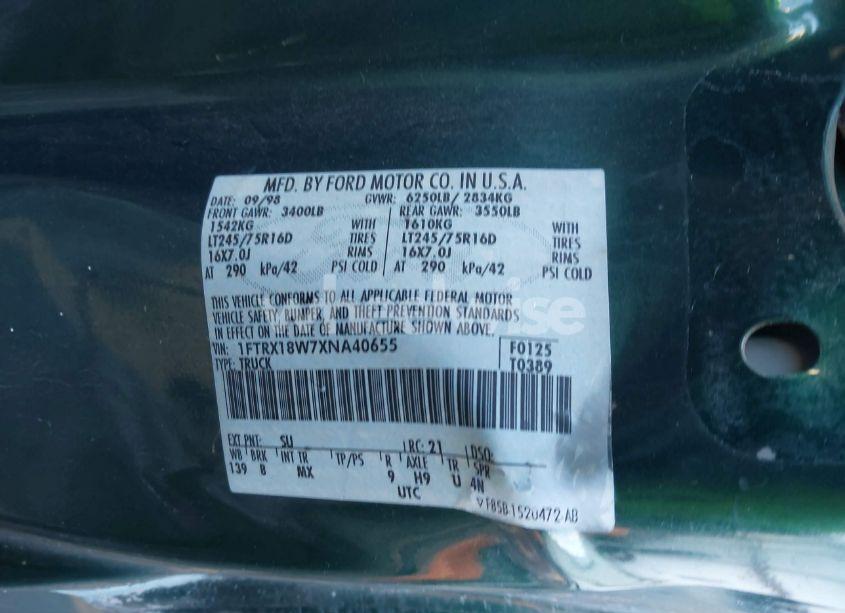 MFD. BY FORD MOTOR CO. IN U.S.A.
DATE: 09/98 GVWR: 6250LB/ 2834KG
FRONT GAWR: 3400LB REAR GAWR: 3550LB
1542KG WITH 1610KG WITH
LT245/75R16D TIRES LT245/75R16D TIRES
16X7.0J RIMS 16X7.0J RIMS
AT 290 kPa/42 PSI COLD AT 290 kPa/42 PSI COLD
THIS VEHICLE CONFORMS TO ALL APPLICABLE FEDERAL MOTOR
VEHICLE SAFETY, BUMPER, AND THEFT PREVENTION STANDARDS
IN EFFECT ON THE DATE OF MANUFACTURE SHOWN ABOVE.
VIN: 1FTRX18W7XNA40655 F0125
TYPE: TRUCK T0389
EXT PNT: SU RC: 21 DSO:
WB BRK INT TR TP/PS R AXLE TR SPR
139 B MX 9 H9 U 4N
UTC
F85B-1520472-AB